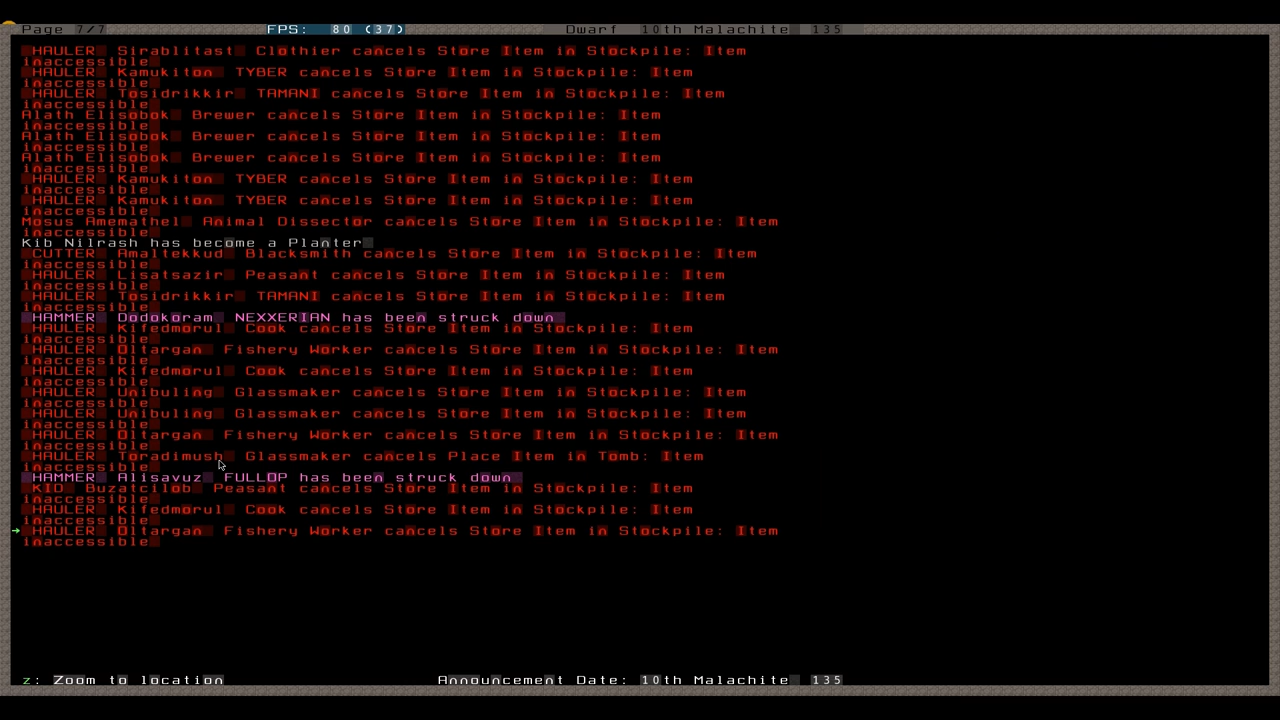 Page 7/7 FPS: 80 (37) Dwarf 10th Malachite 135
HAULER Sirablitast Clothier cancels Store Item in Stockpile: Item
inaccessible
HAULER Kamukiton TYBER cancels Store Item in Stockpile: Item
inaccessible
HAULER Tosidrikkir TAMANI cancels Store Item in Stockpile: Item
inaccessible
Alath Elisobok Brewer cancels Store Item in Stockpile: Item
inaccessible
Alath Elisobok Brewer cancels Store Item in Stockpile: Item
inaccessible
Alath Elisobok Brewer cancels Store Item in Stockpile: Item
inaccessible
HAULER Kamukiton TYBER cancels Store Item in Stockpile: Item
inaccessible
HAULER Kamukiton TYBER cancels Store Item in Stockpile: Item
inaccessible
Mosus Amemathel Animal Dissector cancels Store Item in Stockpile: Item
inaccessible
Kib Nilrash has become a Planter
CUTTER Amaltekkud Blacksmith cancels Store Item in Stockpile: Item
inaccessible
HAULER Lisatsazir Peasant cancels Store Item in Stockpile: Item
inaccessible
HAULER Tosidrikkir TAMANI cancels Store Item in Stockpile: Item
inaccessible
HAMMER Dodokoram NEXXERIAN has been struck down
HAULER Kifedmorul Cook cancels Store Item in Stockpile: Item
inaccessible
HAULER Oltargan Fishery Worker cancels Store Item in Stockpile: Item
inaccessible
HAULER Kifedmorul Cook cancels Store Item in Stockpile: Item
inaccessible
HAULER Unibuling Glassmaker cancels Store Item in Stockpile: Item
inaccessible
HAULER Unibuling Glassmaker cancels Store Item in Stockpile: Item
inaccessible
HAULER Oltargan Fishery Worker cancels Store Item in Stockpile: Item
inaccessible
HAULER Toradimush Glassmaker cancels Place Item in Tomb: Item
inaccessible
HAMMER Alisavuz FULLOP has been struck down
KID Buzatcilob Peasant cancels Store Item in Stockpile: Item
inaccessible
HAULER Kifedmorul Cook cancels Store Item in Stockpile: Item
inaccessible
→HAULER Oltargan Fishery Worker cancels Store Item in Stockpile: Item
inaccessible
z: Zoom to location Announcement Date: 10th Malachite 135